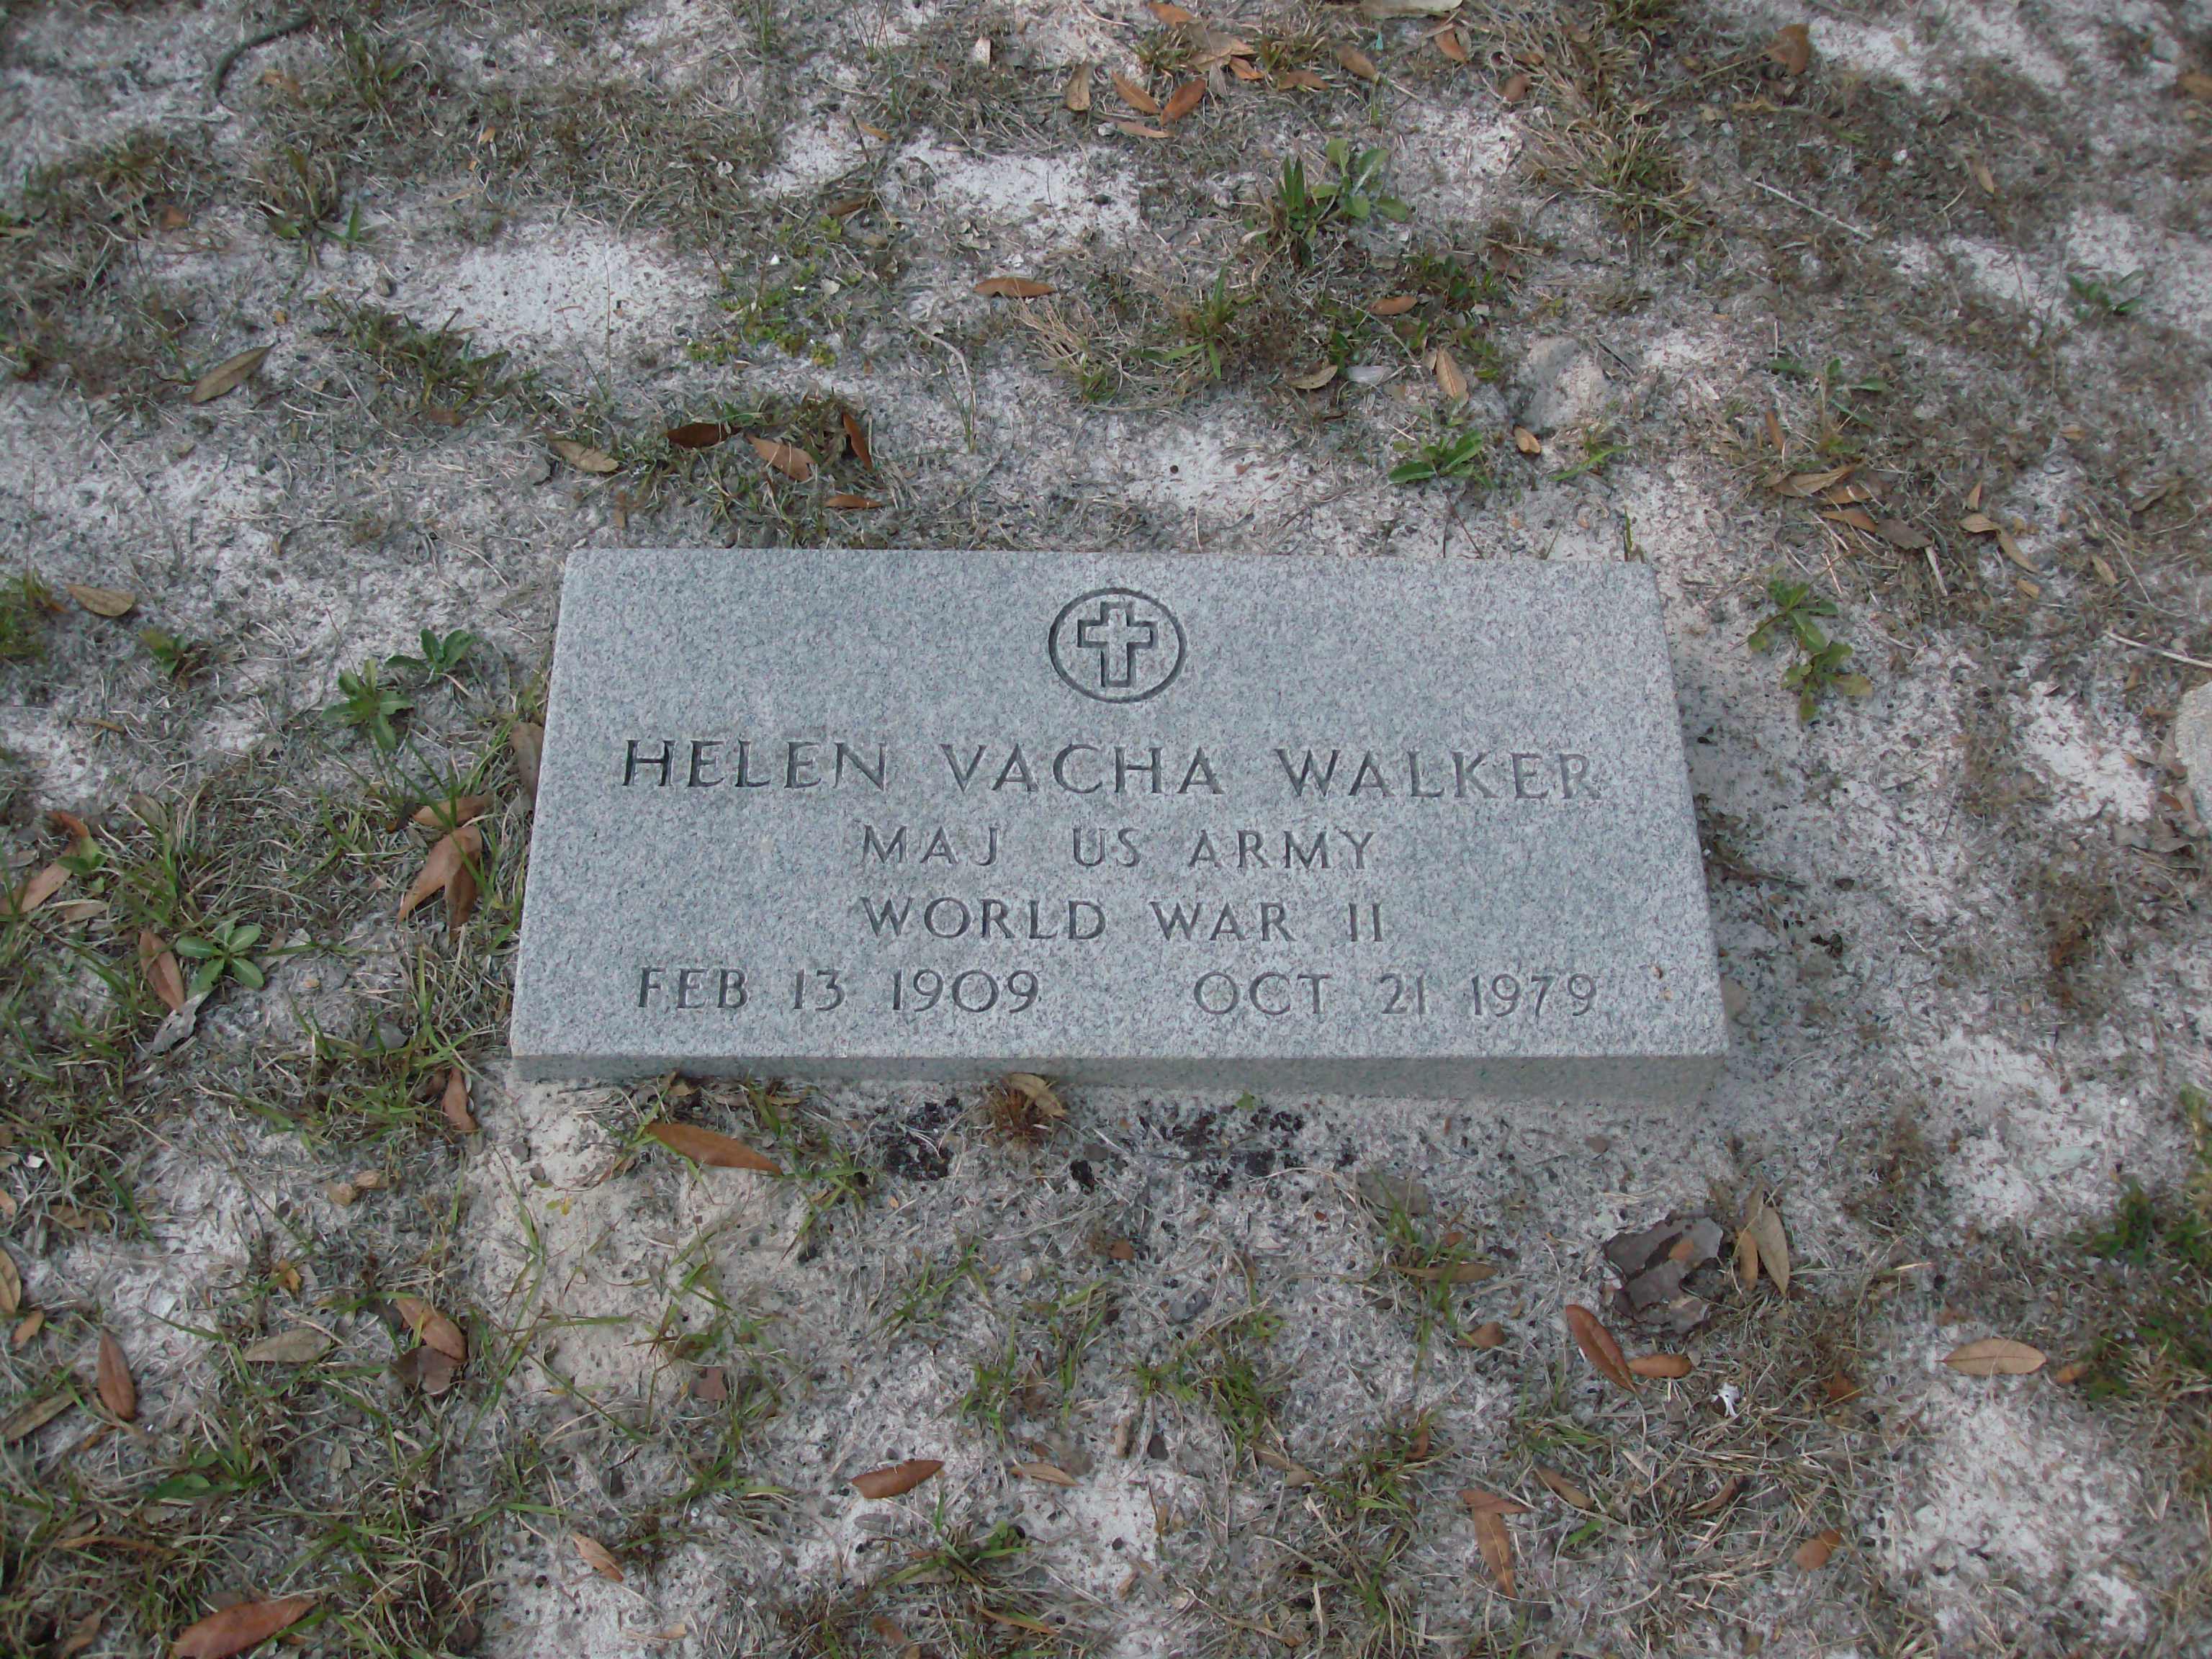 HELEN VACHA WALKER
MAJ US ARMY
WORLD WAR II
FEB 13 1909 OCT 21 1979